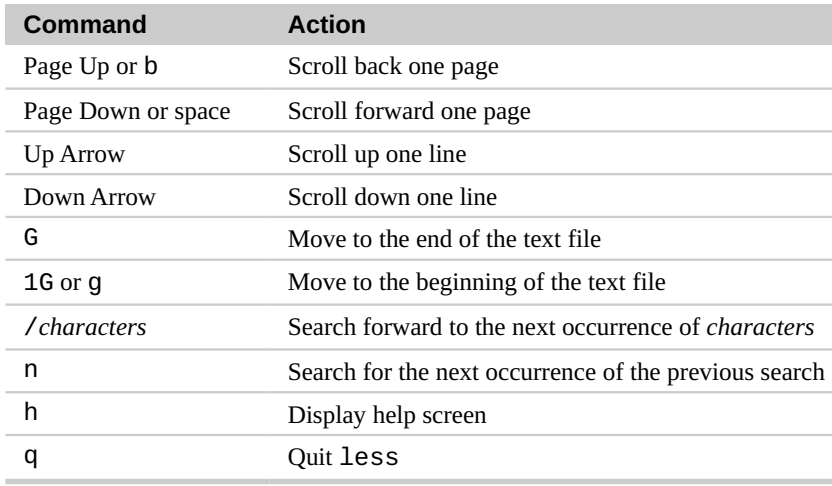 Command Action
Page Up or b Scroll back one page
Page Down or space Scroll forward one page
Up Arrow Scroll up one line
Down Arrow Scroll down one line
G Move to the end of the text file
1G or g Move to the beginning of the text file
/characters Search forward to the next occurrence of characters
n Search for the next occurrence of the previous search
h Display help screen
q Quit less